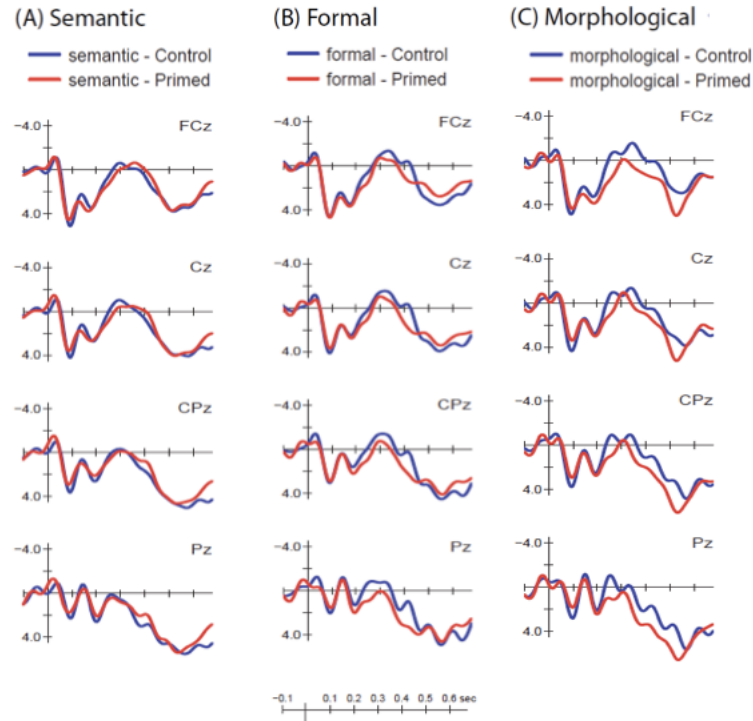 (A) Semantic
semantic - Control
semantic - Primed
−4.0
FCz
4.0
−4.0
Cz
4.0
−4.0
CPz
4.0
−4.0
Pz
4.0
(B) Formal
formal - Control
formal - Primed
−4.0
FCz
4.0
−4.0
Cz
4.0
−4.0
CPz
4.0
−4.0
Pz
4.0
−0.1 0.1 0.2 0.3 0.4 0.5 0.6 sec
(C) Morphological
morphological - Control
morphological - Primed
−4.0
FCz
4.0
−4.0
Cz
4.0
−4.0
CPz
4.0
−4.0
Pz
4.0